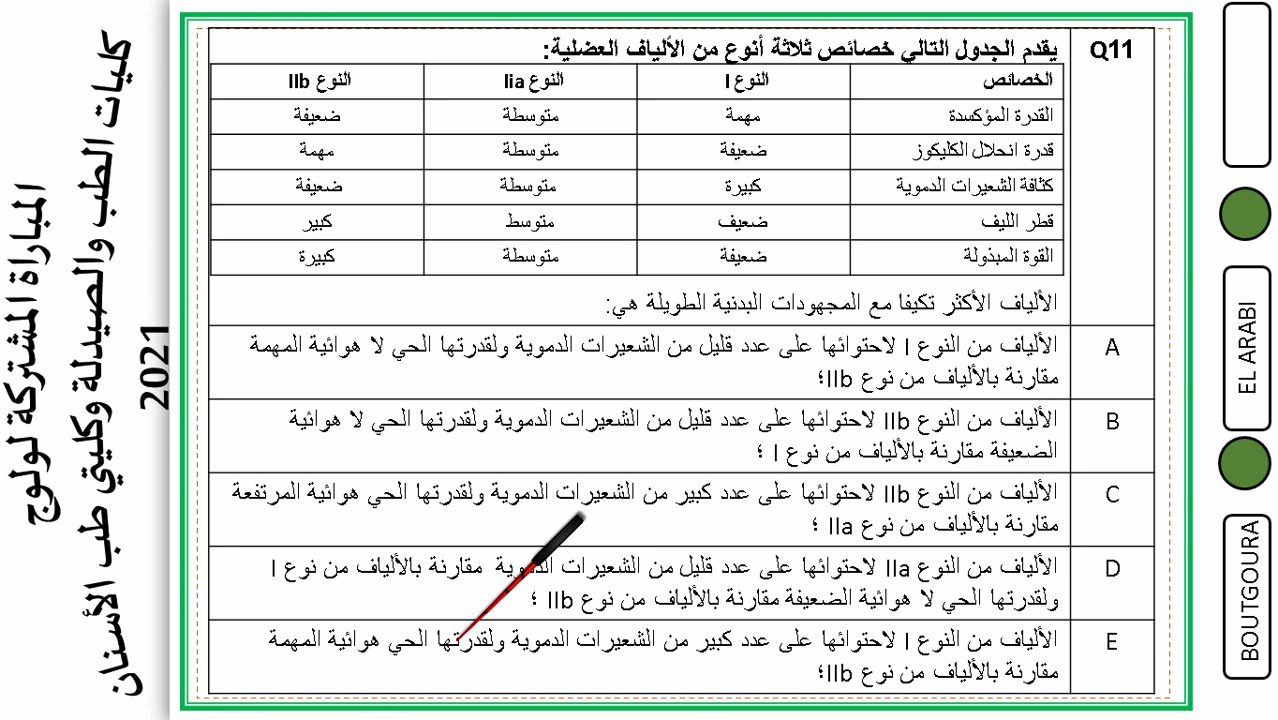 المباراة المشتركة لولوج
كليات الطب والصيدلة وكليتي طب الأسنان
2021
Q11
يقدم الجدول التالي خصائص ثلاثة أنوع من الألياف العضلية:
الخصائص النوع I النوع Iia النوع IIb
القدرة المؤكسدة مهمة متوسطة ضعيفة
قدرة انحلال الكليكوز ضعيفة متوسطة مهمة
كثافة الشعيرات الدموية كبيرة متوسطة ضعيفة
قطر الليف ضعيف متوسط كبير
القوة المبذولة ضعيفة متوسطة كبيرة
الألياف الأكثر تكيفا مع المجهودات البدنية الطويلة هي:
A
الألياف من النوع I لاحتوائها على عدد قليل من الشعيرات الدموية ولقدرتها الحي لا هوائية المهمة
مقارنة بالألياف من نوع IIb؛
B
الألياف من النوع IIb لاحتوائها على عدد قليل من الشعيرات الدموية ولقدرتها الحي لا هوائية
الضعيفة مقارنة بالألياف من نوع I ؛
C
الألياف من النوع IIb لاحتوائها على عدد كبير من الشعيرات الدموية ولقدرتها الحي هوائية المرتفعة
مقارنة بالألياف من نوع IIa ؛
D
الألياف من النوع IIa لاحتوائها على عدد قليل من الشعيرات الدموية مقارنة بالألياف من نوع I
ولقدرتها الحي لا هوائية الضعيفة مقارنة بالألياف من نوع IIb ؛
E
الألياف من النوع I لاحتوائها على عدد كبير من الشعيرات الدموية ولقدرتها الحي هوائية المهمة
مقارنة بالألياف من نوع IIb؛
EL ARABI
BOUTGOURA